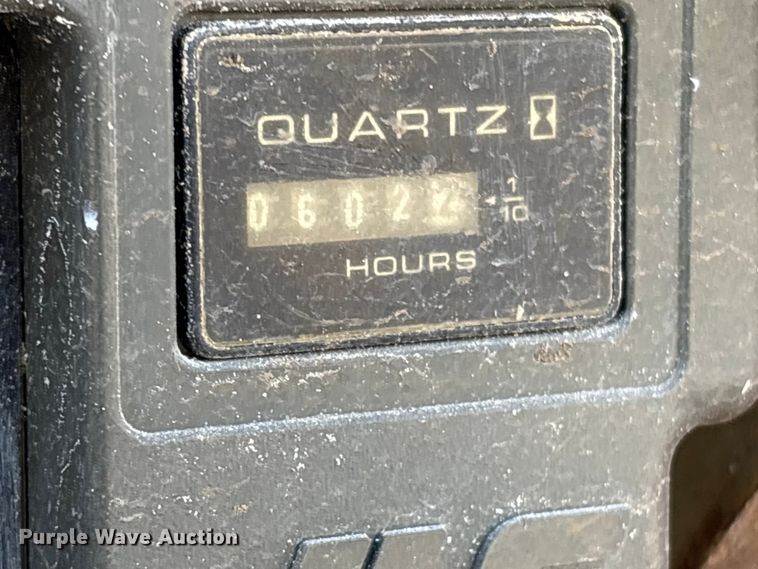 QUARTZ
0602
1/10
HOURS
Purple Wave Auction